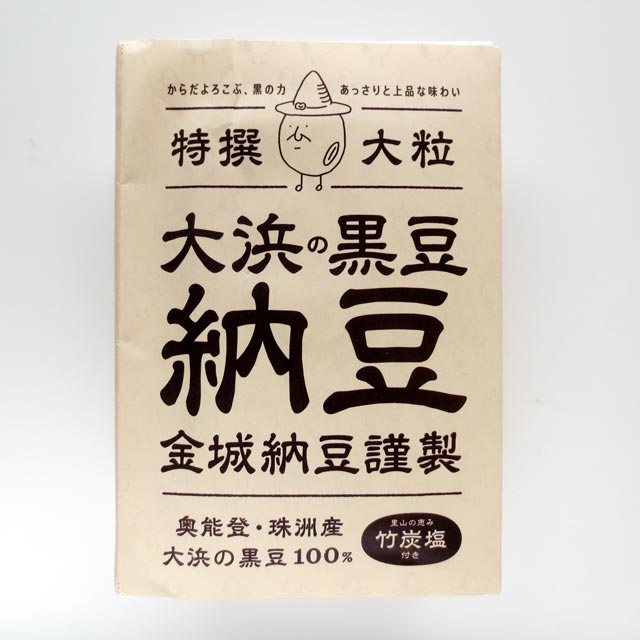 からだよろこぶ、黒の力 あっさりと上品な味わい
特撰 大粒
大浜の黒豆
納豆
金城納豆謹製
奥能登・珠洲産
大浜の黒豆100%
里山の恵み
竹炭塩
付き